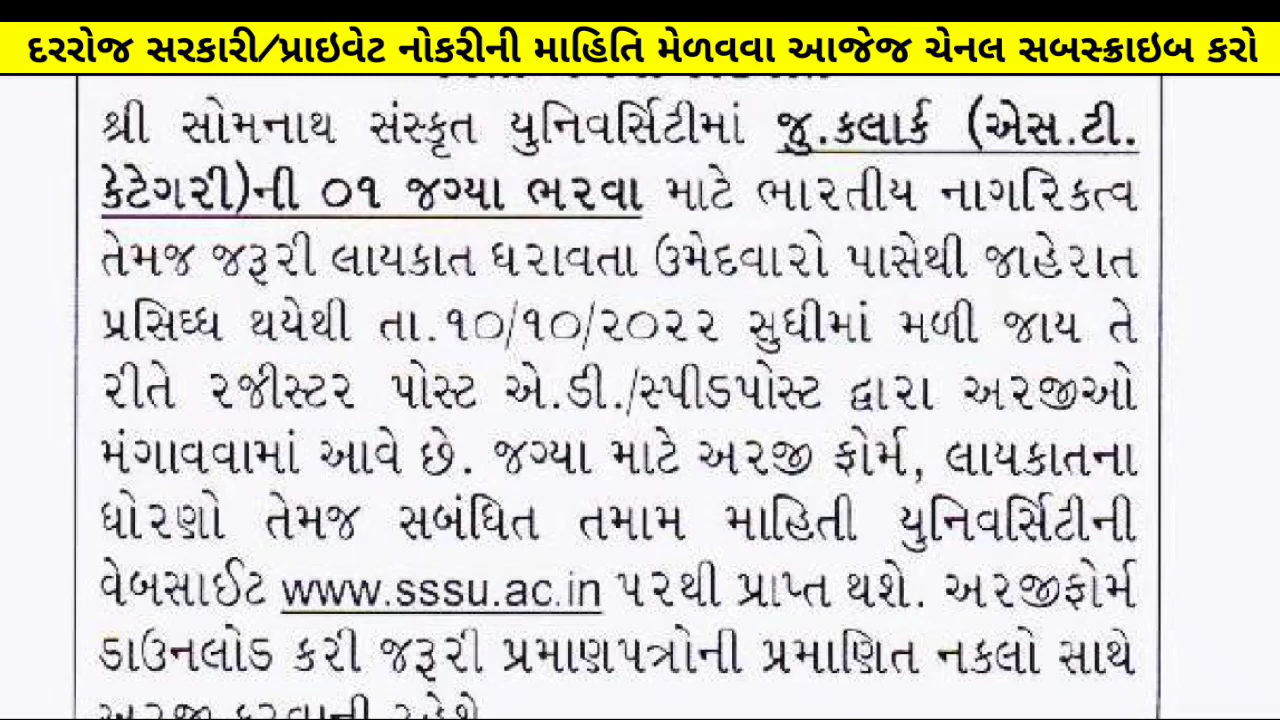 દરરોજ સરકારી/પ્રાઇવેટ નોકરીની માહિતિ મેળવવા આજેજ ચેનલ સબસ્ક્રાઇબ કરો
શ્રી સોમનાથ સંસ્કૃત યુનિવર્સિટીમાં જુ.કલાર્ક (એસ.ટી.
કેટેગરી)ની ૦૧ જગ્યા ભરવા માટે ભારતીય નાગરિકત્વ
તેમજ જરૂરી લાયકાત ધરાવતા ઉમેદવારો પાસેથી જાહેરાત
પ્રસિધ્ધ થયેથી તા.૧૦/૧૦/૨૦૨૨ સુધીમાં મળી જાય તે
રીતે રજીસ્ટર પોસ્ટ એ.ડી./સ્પીડપોસ્ટ દ્વારા અરજીઓ
મંગાવવામાં આવે છે. જગ્યા માટે અરજી ફોર્મ, લાયકાતના
ધોરણો તેમજ સબંધિત તમામ માહિતી યુનિવર્સિટીની
વેબસાઈટ www.sssu.ac.in પરથી પ્રાપ્ત થશે. અરજીફોર્મ
ડાઉનલોડ કરી જરૂરી પ્રમાણપત્રોની પ્રમાણિત નકલો સાથે